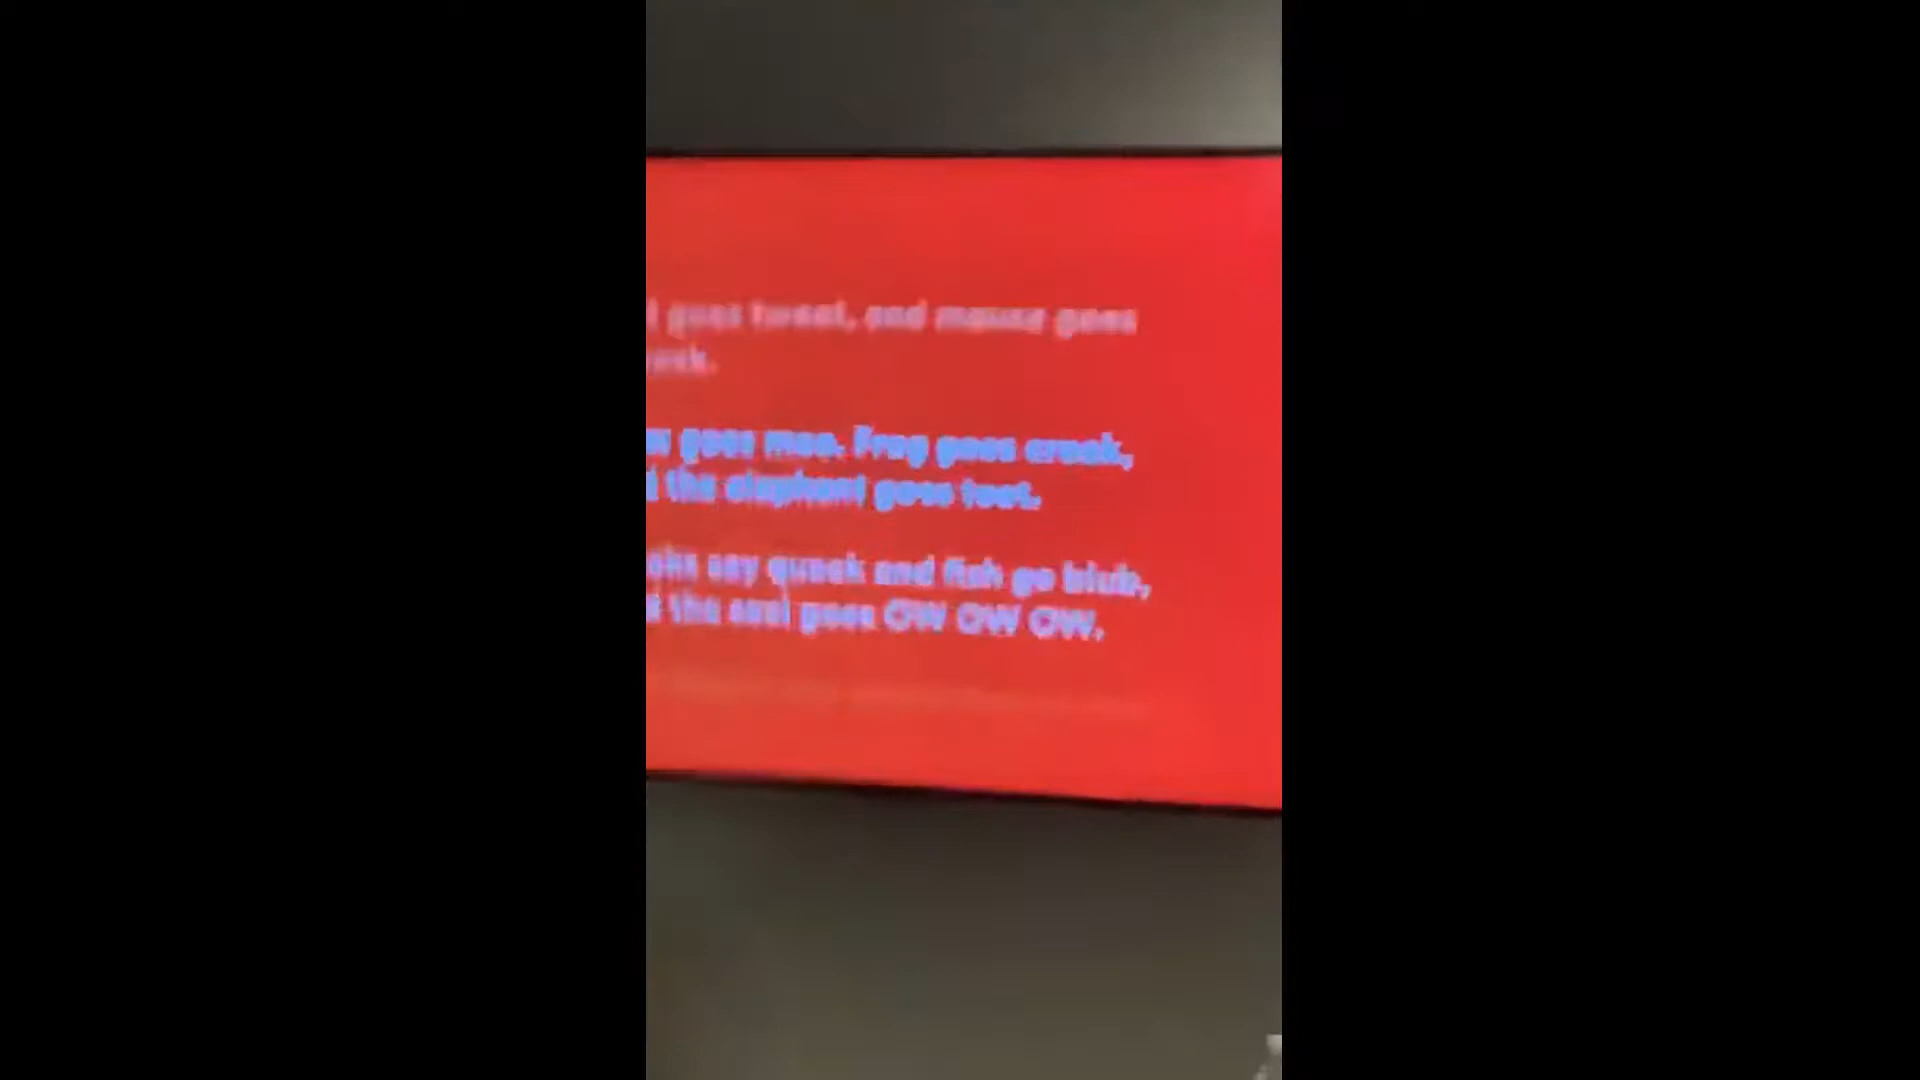 goes tweet, and mouse goes
goes moo. Frog goes croak,
the elephant goes toot.
say quack and fish go blub,
the seal goes OW OW OW.